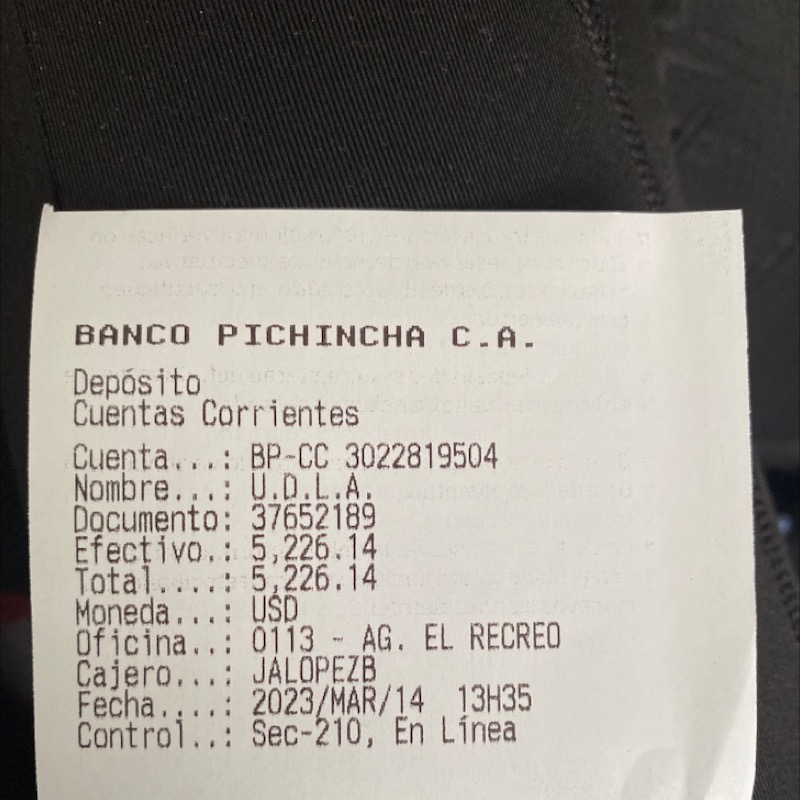 BANCO PICHINCHA C.A.
Depósito
Cuentas Corrientes
Cuenta...: BP-CC 3022819504
Nombre...: U.D.L.A.
Documento: 37652189
Efectivo.: 5,226.14
Total....: 5,226.14
Moneda...: USD
Oficina..: 0113 - AG. EL RECREO
Cajero...: JALOPEZB
Fecha....: 2023/MAR/14 13H35
Control..: Sec-210, En Línea